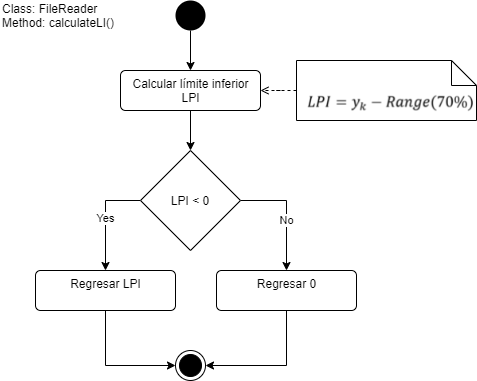 Class: FileReader
Method: calculateLI()
Calcular límite inferior
LPI
LPI = yₖ − Range(70%)
LPI < 0
Yes
No
Regresar LPI
Regresar 0